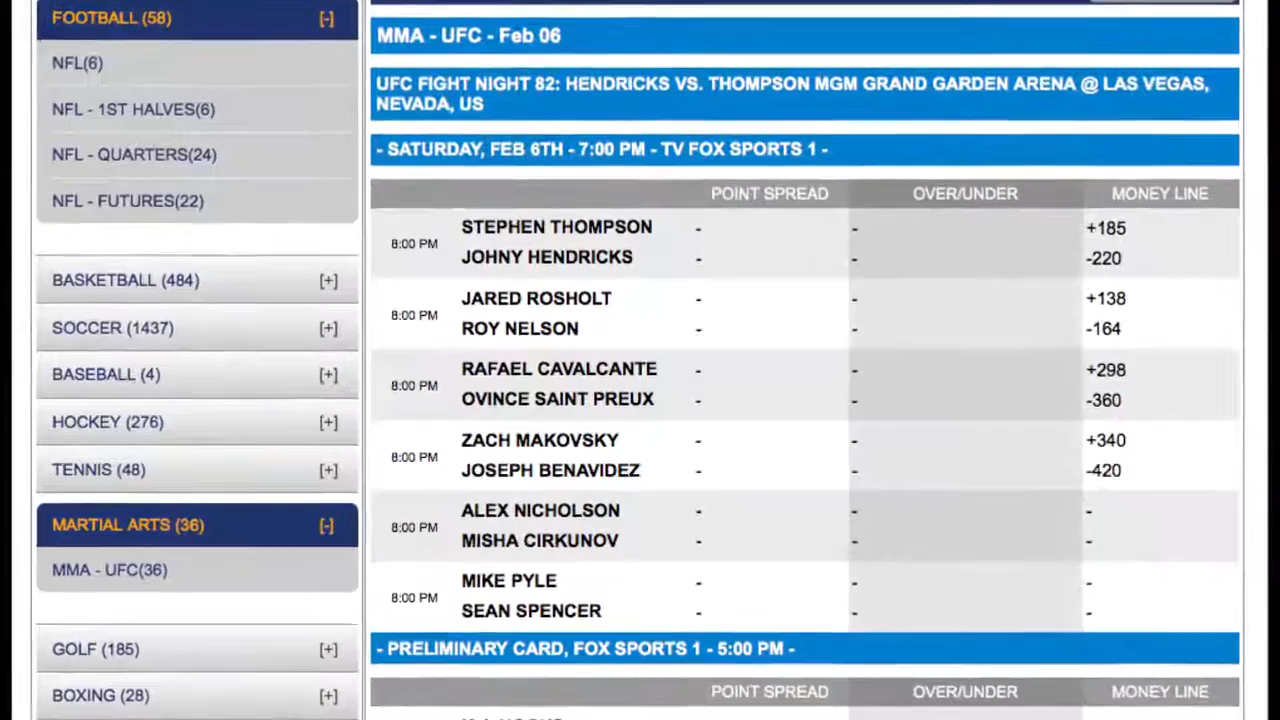 FOOTBALL (58) [-]
NFL(6)
NFL - 1ST HALVES(6)
NFL - QUARTERS(24)
NFL - FUTURES(22)
BASKETBALL (484) [+]
SOCCER (1437) [+]
BASEBALL (4) [+]
HOCKEY (276) [+]
TENNIS (48) [+]
MARTIAL ARTS (36) [-]
MMA - UFC(36)
GOLF (185) [+]
BOXING (28) [+]
MMA - UFC - Feb 06
UFC FIGHT NIGHT 82: HENDRICKS VS. THOMPSON MGM GRAND GARDEN ARENA @ LAS VEGAS,
NEVADA, US
- SATURDAY, FEB 6TH - 7:00 PM - TV FOX SPORTS 1 -
POINT SPREAD OVER/UNDER MONEY LINE
8:00 PM
STEPHEN THOMPSON - - +185
JOHNY HENDRICKS - - -220
8:00 PM
JARED ROSHOLT - - +138
ROY NELSON - - -164
8:00 PM
RAFAEL CAVALCANTE - - +298
OVINCE SAINT PREUX - - -360
8:00 PM
ZACH MAKOVSKY - - +340
JOSEPH BENAVIDEZ - - -420
8:00 PM
ALEX NICHOLSON - - -
MISHA CIRKUNOV - - -
8:00 PM
MIKE PYLE - - -
SEAN SPENCER - - -
- PRELIMINARY CARD, FOX SPORTS 1 - 5:00 PM -
POINT SPREAD OVER/UNDER MONEY LINE